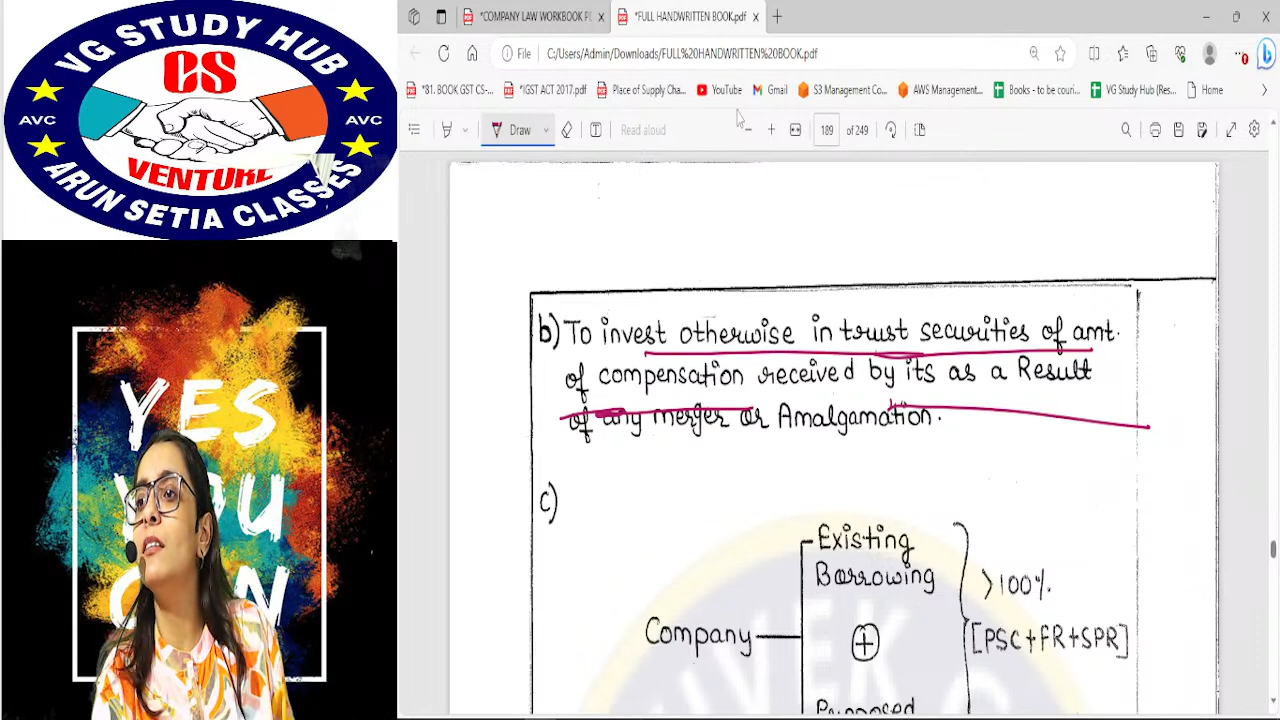 VG STUDY HUB
CS
AVC
AVC
VENTURE
ARUN SETIA CLASSES
YES
YOU
CAN
*COMPANY LAW WORKBOOK
*FULL HANDWRITTEN BOOK.pdf
File
C:/Users/Admin/Downloads/FULL%20HANDWRITTEN%20BOOK.pdf
*81. BOOK GST CS-...
*IGST ACT 2017.pdf
Place of Supply Cha...
YouTube
Gmail
S3 Management Co...
AWS Management...
Books - to be
VG Study Hub (Res...
Home
Draw
Read aloud
189 of 249
b) To invest otherwise in trust securities of amt.
of compensation received by its as a Result
of any merger or Amalgamation.
c)
Existing
Borrowing
>100%.
Company
[PSC+FR+SPR]
Proposed